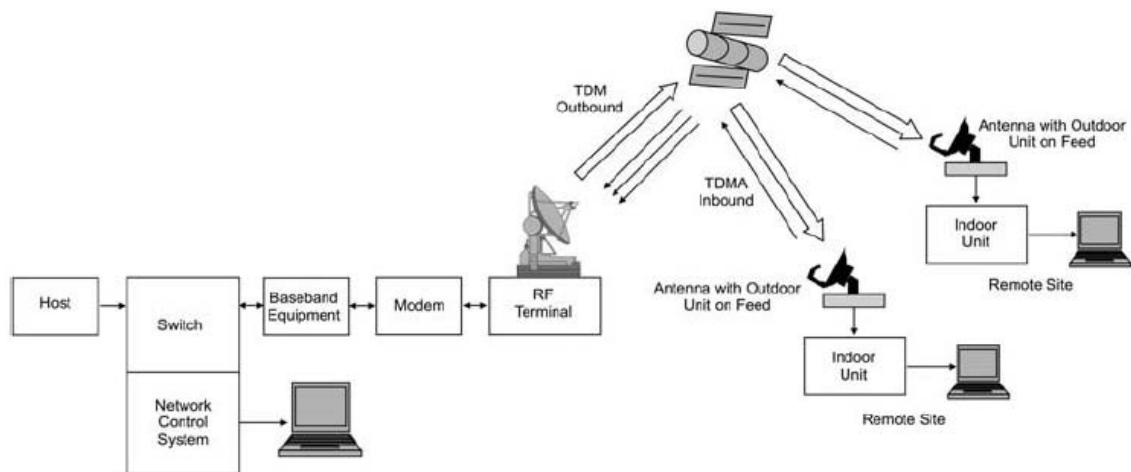 TDM
Outbound
Antenna with Outdoor
Unit on Feed
TDMA
Inbound
Indoor
Unit
Remote Site
Host
Switch
Baseband
Equipment
Modem
RF
Terminal
Antenna with Outdoor
Unit on Feed
Indoor
Unit
Remote Site
Network
Control
System